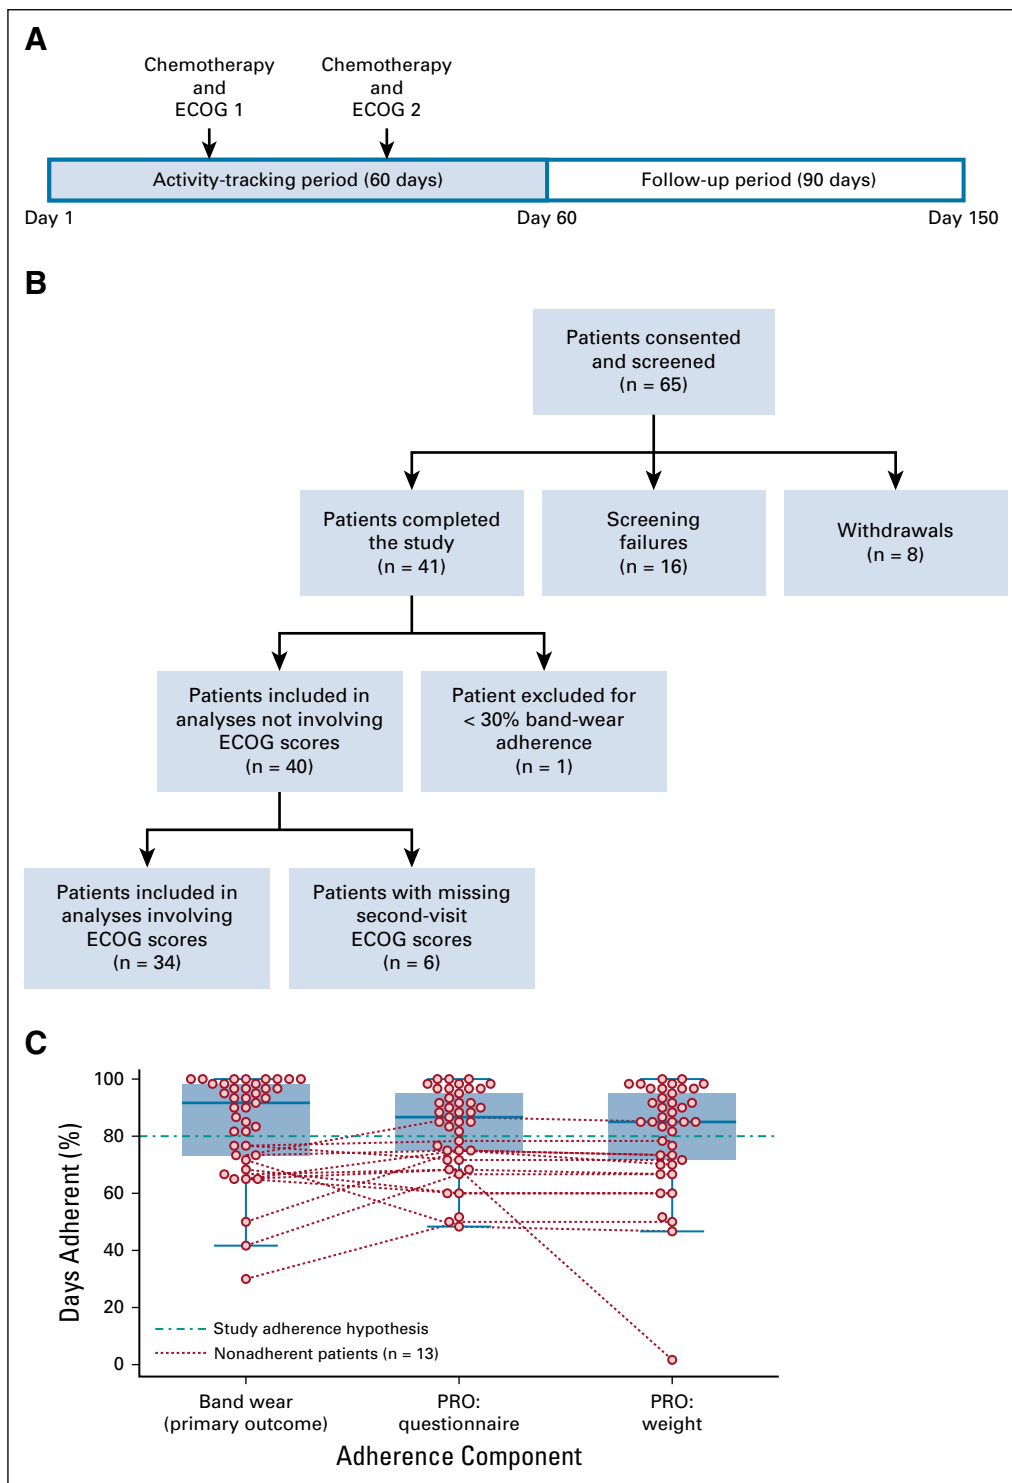 A
Chemotherapy
and
ECOG 1
Chemotherapy
and
ECOG 2
Activity-tracking period (60 days)
Follow-up period (90 days)
Day 1
Day 60
Day 150
B
Patients consented
and screened
(n = 65)
Patients completed
the study
(n = 41)
Screening
failures
(n = 16)
Withdrawals
(n = 8)
Patients included in
analyses not involving
ECOG scores
(n = 40)
Patient excluded for
< 30% band-wear
adherence
(n = 1)
Patients included in
analyses involving
ECOG scores
(n = 34)
Patients with missing
second-visit
ECOG scores
(n = 6)
C
Days Adherent (%)
100
80
60
40
20
0
Study adherence hypothesis
Nonadherent patients (n = 13)
Band wear
(primary outcome)
PRO:
questionnaire
PRO:
weight
Adherence Component